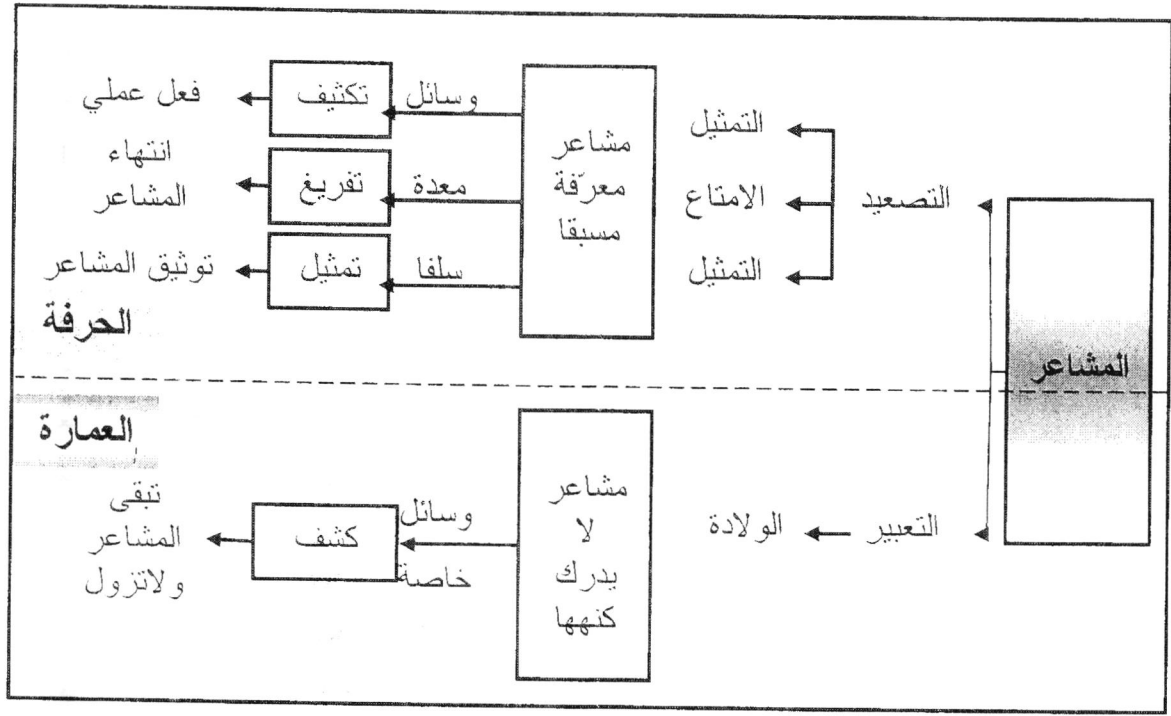 المشاعر
التصعيد
التمثيل
الامتاع
التمثيل
مشاعر
معرّفة
مسبقا
وسائل
معدة
سلفا
تكثيف
تفريغ
تمثيل
فعل عملي
انتهاء
المشاعر
توثيق المشاعر
الحرفة
العمارة
التعبير
الولادة
مشاعر
لا
يدرك
كنهها
وسائل
خاصة
كشف
تبقى
المشاعر
ولاتزول